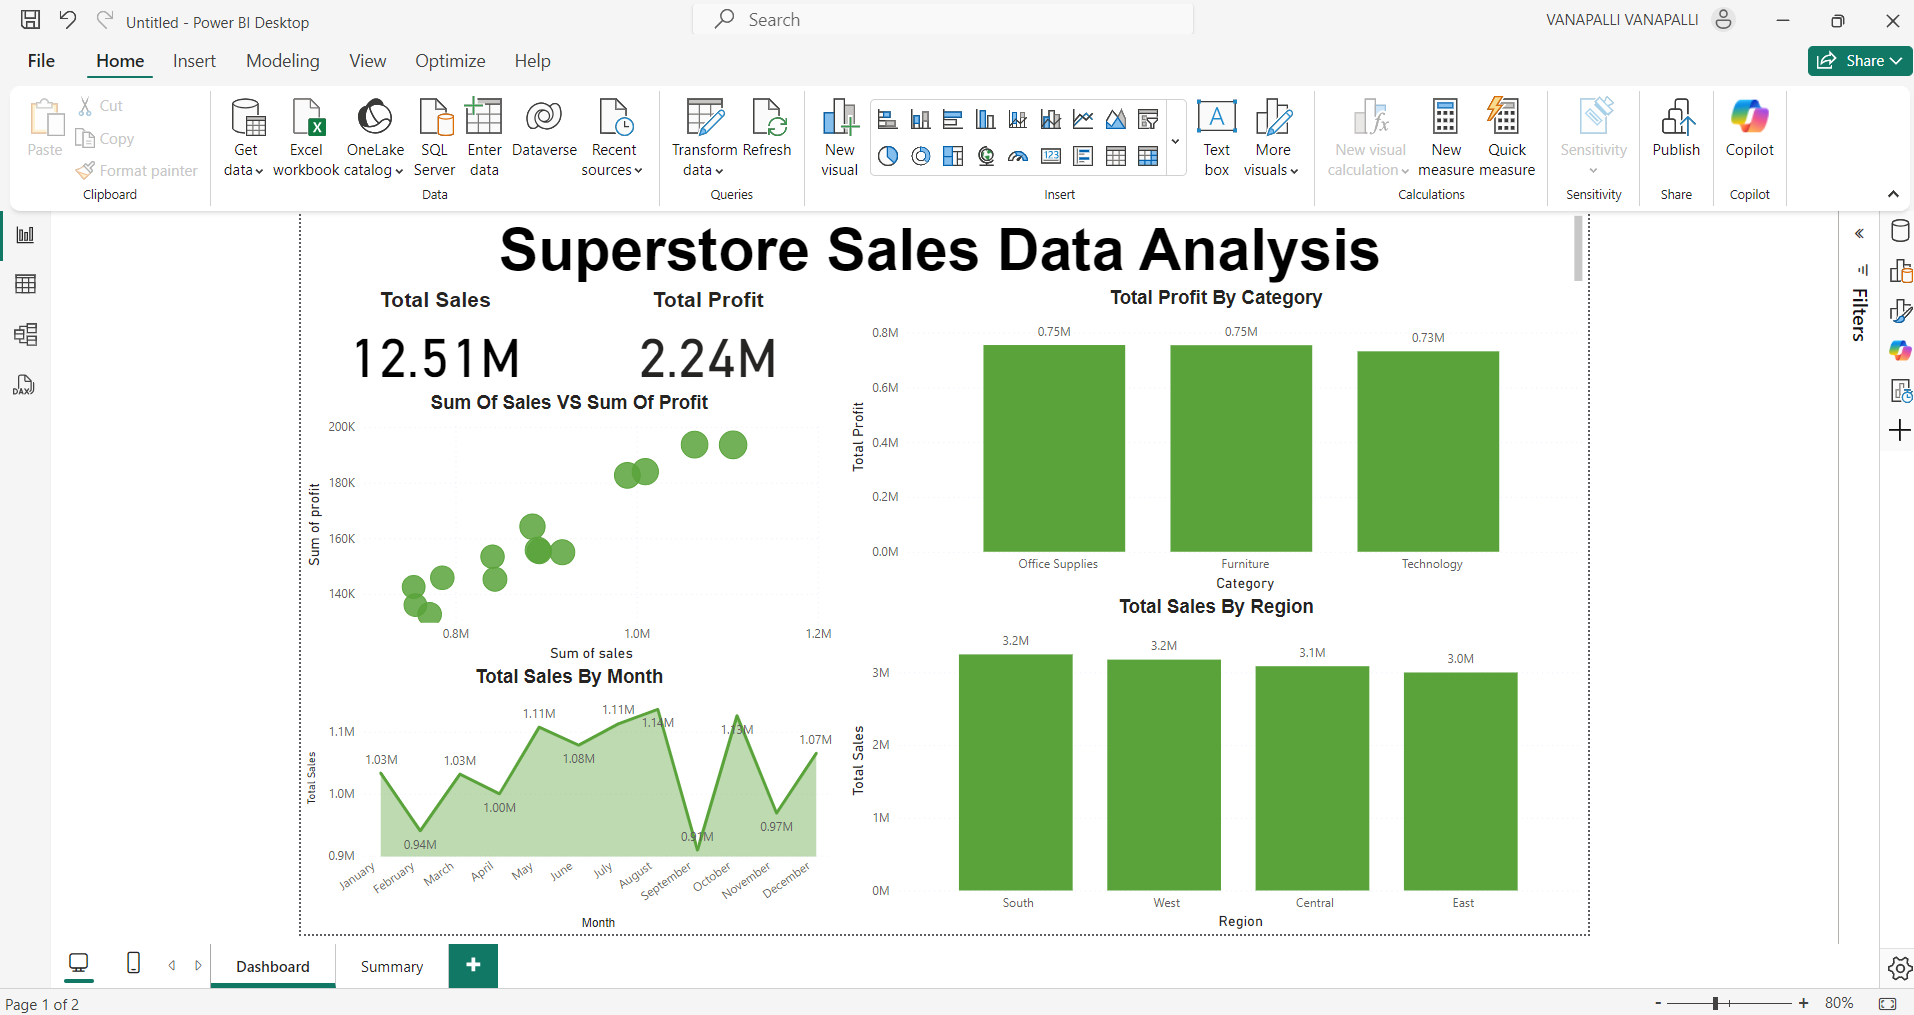 Untitled - Power BI Desktop
Search
VANAPALLI VANAPALLI
File
Home
Insert
Modeling
View
Optimize
Help
Share
Paste
Cut
Copy
Format painter
Clipboard
Get data
Excel workbook
OneLake catalog
SQL Server
Enter data
Dataverse
Recent sources
Data
Transform data
Refresh
Queries
New visual
123
Text box
A
More visuals
Insert
New visual calculation
fx
New measure
Quick measure
Calculations
Sensitivity
Sensitivity
Publish
Share
Copilot
Copilot
DAX
Filters
Superstore Sales Data Analysis
Total Sales
12.51M
Total Profit
2.24M
Sum Of Sales VS Sum Of Profit
Sum of profit
200K
180K
160K
140K
0.8M
1.0M
1.2M
Sum of sales
Total Sales By Month
Total Sales
1.1M
1.0M
0.9M
1.03M
0.94M
1.03M
1.00M
1.11M
1.08M
1.11M
1.14M
0.91M
1.13M
0.97M
1.07M
January
February
March
April
May
June
July
August
September
October
November
December
Month
Total Profit By Category
Total Profit
0.8M
0.6M
0.4M
0.2M
0.0M
0.75M
0.75M
0.73M
Office Supplies
Furniture
Technology
Category
Total Sales By Region
Total Sales
3M
2M
1M
0M
3.2M
3.2M
3.1M
3.0M
South
West
Central
East
Region
Dashboard
Summary
+
Page 1 of 2
- + 80%